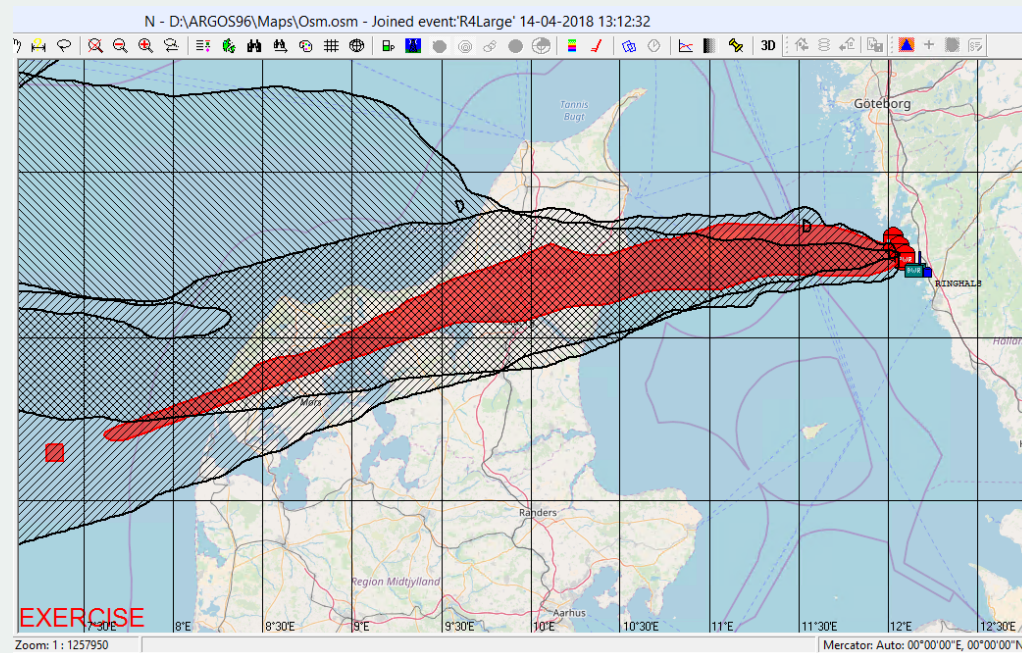 N - D:\ARGOS96\Maps\Osm.osm - Joined event:'R4Large' 14-04-2018 13:12:32
3D
Göteborg
Tannis
Bugt
D
D
RINGHALS
Mors
Randers
Region Midtjylland
EXERCISE
Aarhus
7°30'E
8°E
8°30'E
9°E
9°30'E
10°E
10°30'E
11°E
11°30'E
12°E
12°30'E
Zoom: 1 : 1257950
Mercator: Auto: 00°00'00"E, 00°00'00"N